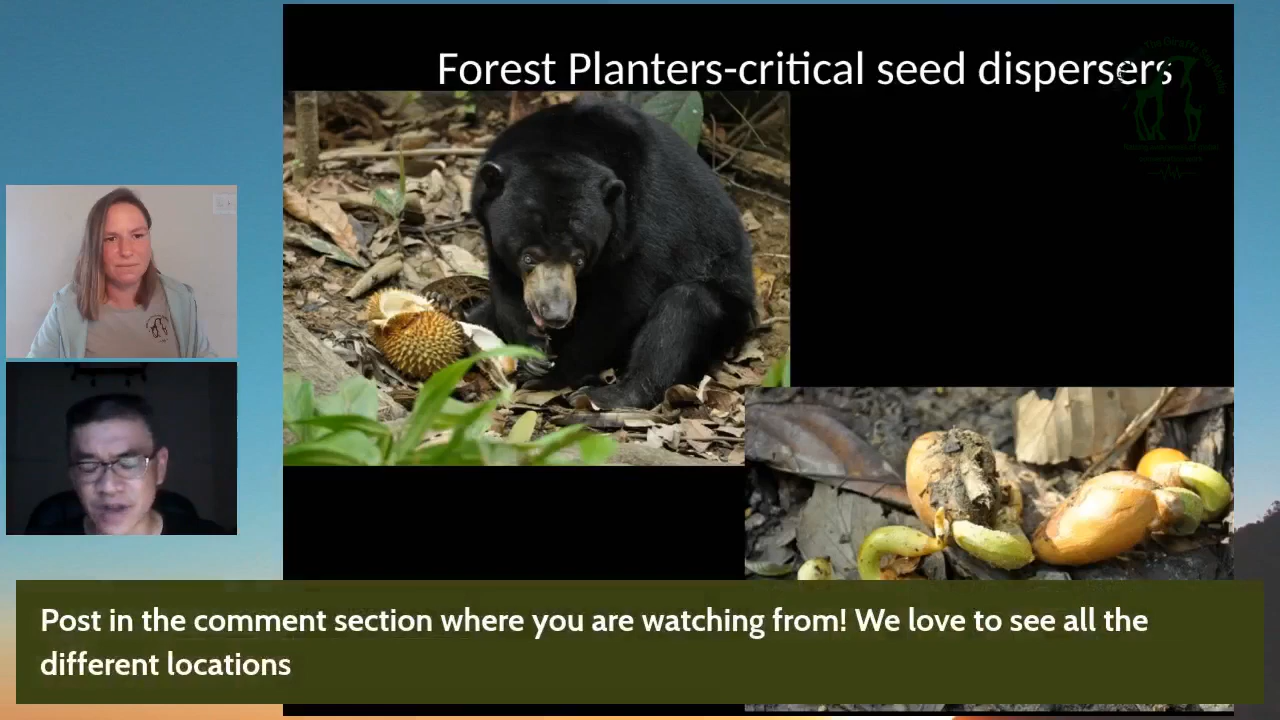 Forest Planters-critical seed dispersers
Post in the comment section where you are watching from! We love to see all the
different locations